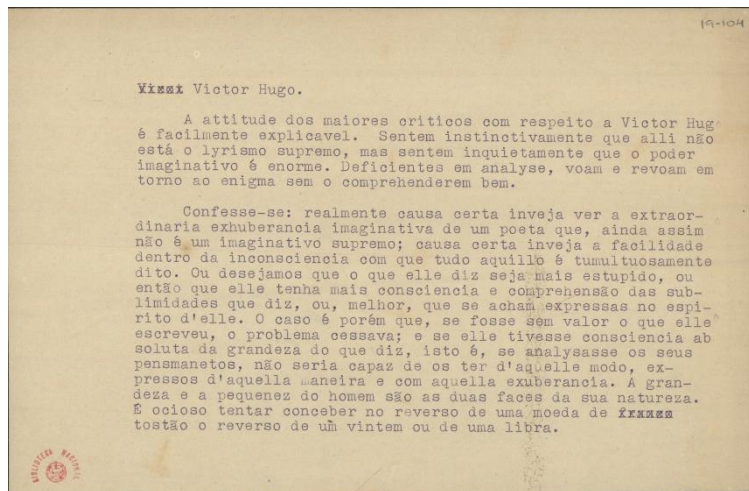 19-104
Victor Hugo.
A attitude dos maiores criticos com respeito a Victor Hug
é facilmente explicavel. Sentem instinctivamente que alli não
está o lyrismo supremo, mas sentem inquietamente que o poder
imaginativo é enorme. Deficientes em analyse, voam e revoam em
torno ao enigma sem o comprehenderem bem.
Confesse-se: realmente causa certa inveja ver a extraor-
dinaria exhuberancia imaginativa de um poeta que, ainda assim
não é um imaginativo supremo; causa certa inveja a facilidade
dentro da inconsciencia com que tudo aquillo é tumultuosamente
dito. Ou desejamos que o que elle diz seja mais estupido, ou
então que elle tenha mais consciencia e comprehensão das sub-
limidades que diz, ou, melhor, que se acham expressas no espi-
rito d'elle. O caso é porém que, se fosse sem valor o que elle
escreveu, o problema cessava; e se elle tivesse consciencia ab
soluta da grandeza do que diz, isto é, se analysasse os seus
pensmanetos, não seria capaz de os ter d'aquelle modo, ex-
pressos d'aquella maneira e com aquella exuberancia. A gran-
deza e a pequenez do homem são as duas faces da sua natureza.
É ocioso tentar conceber no reverso de uma moeda de
tostão o reverso de um vintem ou de uma libra.
BIBLIOTECA NACIONAL